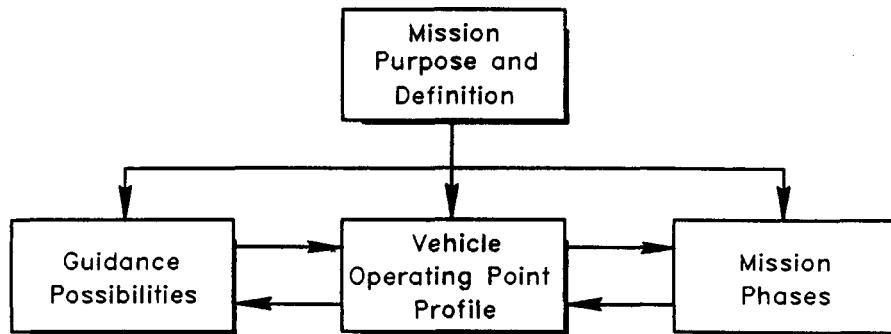 Mission
Purpose and
Definition
Guidance
Possibilities
Vehicle
Operating Point
Profile
Mission
Phases